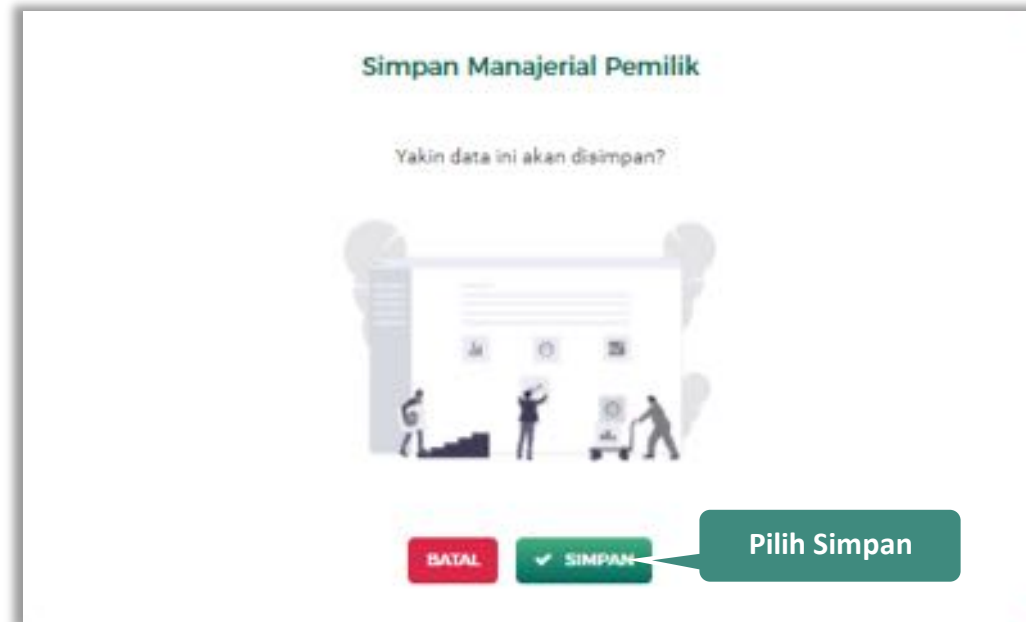 Simpan Manajerial Pemilik
Yakin data ini akan disimpan?
BATAL
SIMPAN
Pilih Simpan